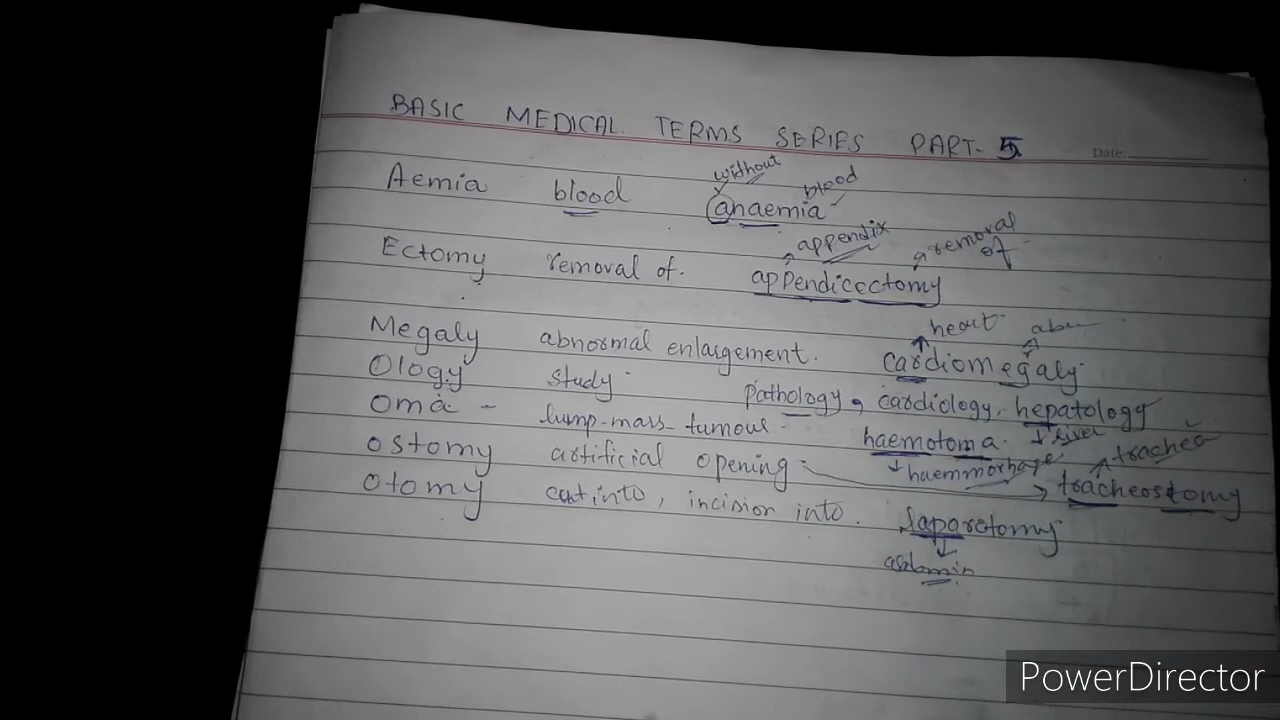 BASIC MEDICAL TERMS SERIES PART-5
Date:
without
blood
Aemia blood anaemia
appendix
removal of
Ectomy removal of. appendicectomy
heart
abn
Megaly abnormal enlargement. cardiomegaly
Ology study pathology, cardiology, hepatology
liver
oma - lump-mass-tumour haemotoma.
haemmorhage
trachea
ostomy artificial opening tracheostomy
otomy cut into, incision into. laparotomy
abdomin
PowerDirector